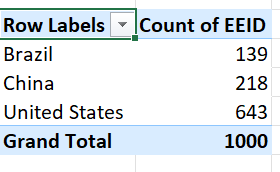 Row Labels Count of EEID
Brazil 139
China 218
United States 643
Grand Total 1000